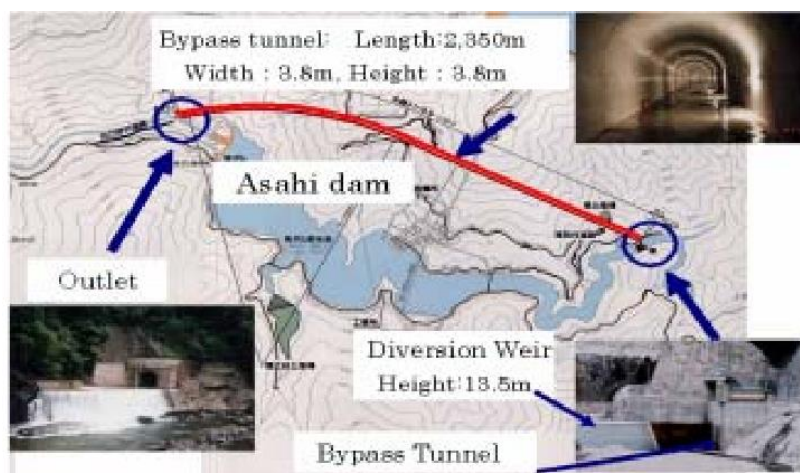 Bypass tunnel: Length:2,350m
Width : 3.8m, Height : 3.8m
Asahi dam
Outlet
Diversion Weir
Height:13.5m
Bypass Tunnel